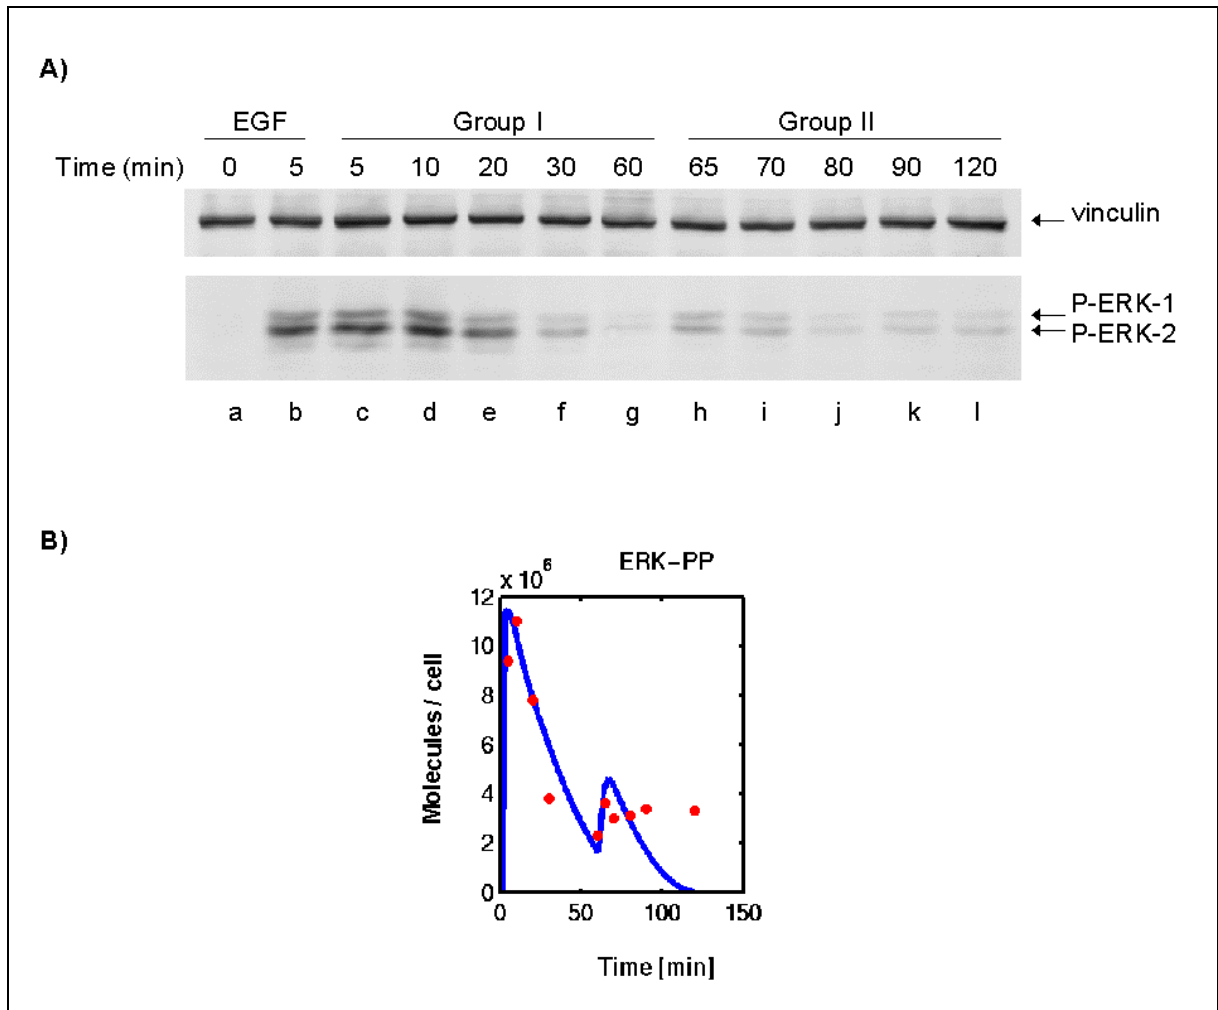 A)
EGF Group I Group II
Time (min) 0 5 5 10 20 30 60 65 70 80 90 120
vinculin
P-ERK-1
P-ERK-2
a b c d e f g h i j k l
B)
x 10^6 ERK-PP
12
10
8
6
4
2
0
Molecules / cell
0 50 100 150
Time [min]